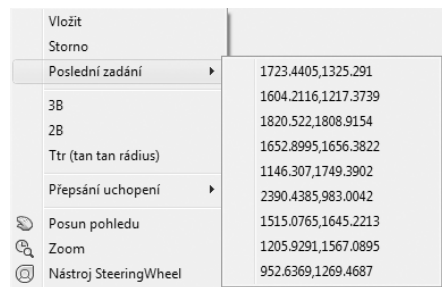 Vložit
Storno
Poslední zadání
3B
2B
Ttr (tan tan rádius)
Přepsání uchopení
Posun pohledu
Zoom
Nástroj SteeringWheel
1723.4405,1325.291
1604.2116,1217.3739
1820.522,1808.9154
1652.8995,1656.3822
1146.307,1749.3902
2390.4385,983.0042
1515.0765,1645.2213
1205.9291,1567.0895
952.6369,1269.4687